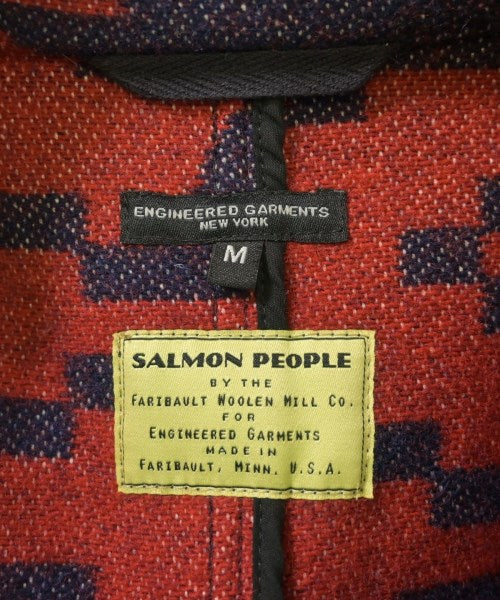 ENGINEERED GARMENTS
NEW YORK
M
SALMON PEOPLE
BY THE
FARIBAULT WOOLEN MILL CO.
FOR
ENGINEERED GARMENTS
MADE IN
FARIBAULT, MINN. U.S.A.